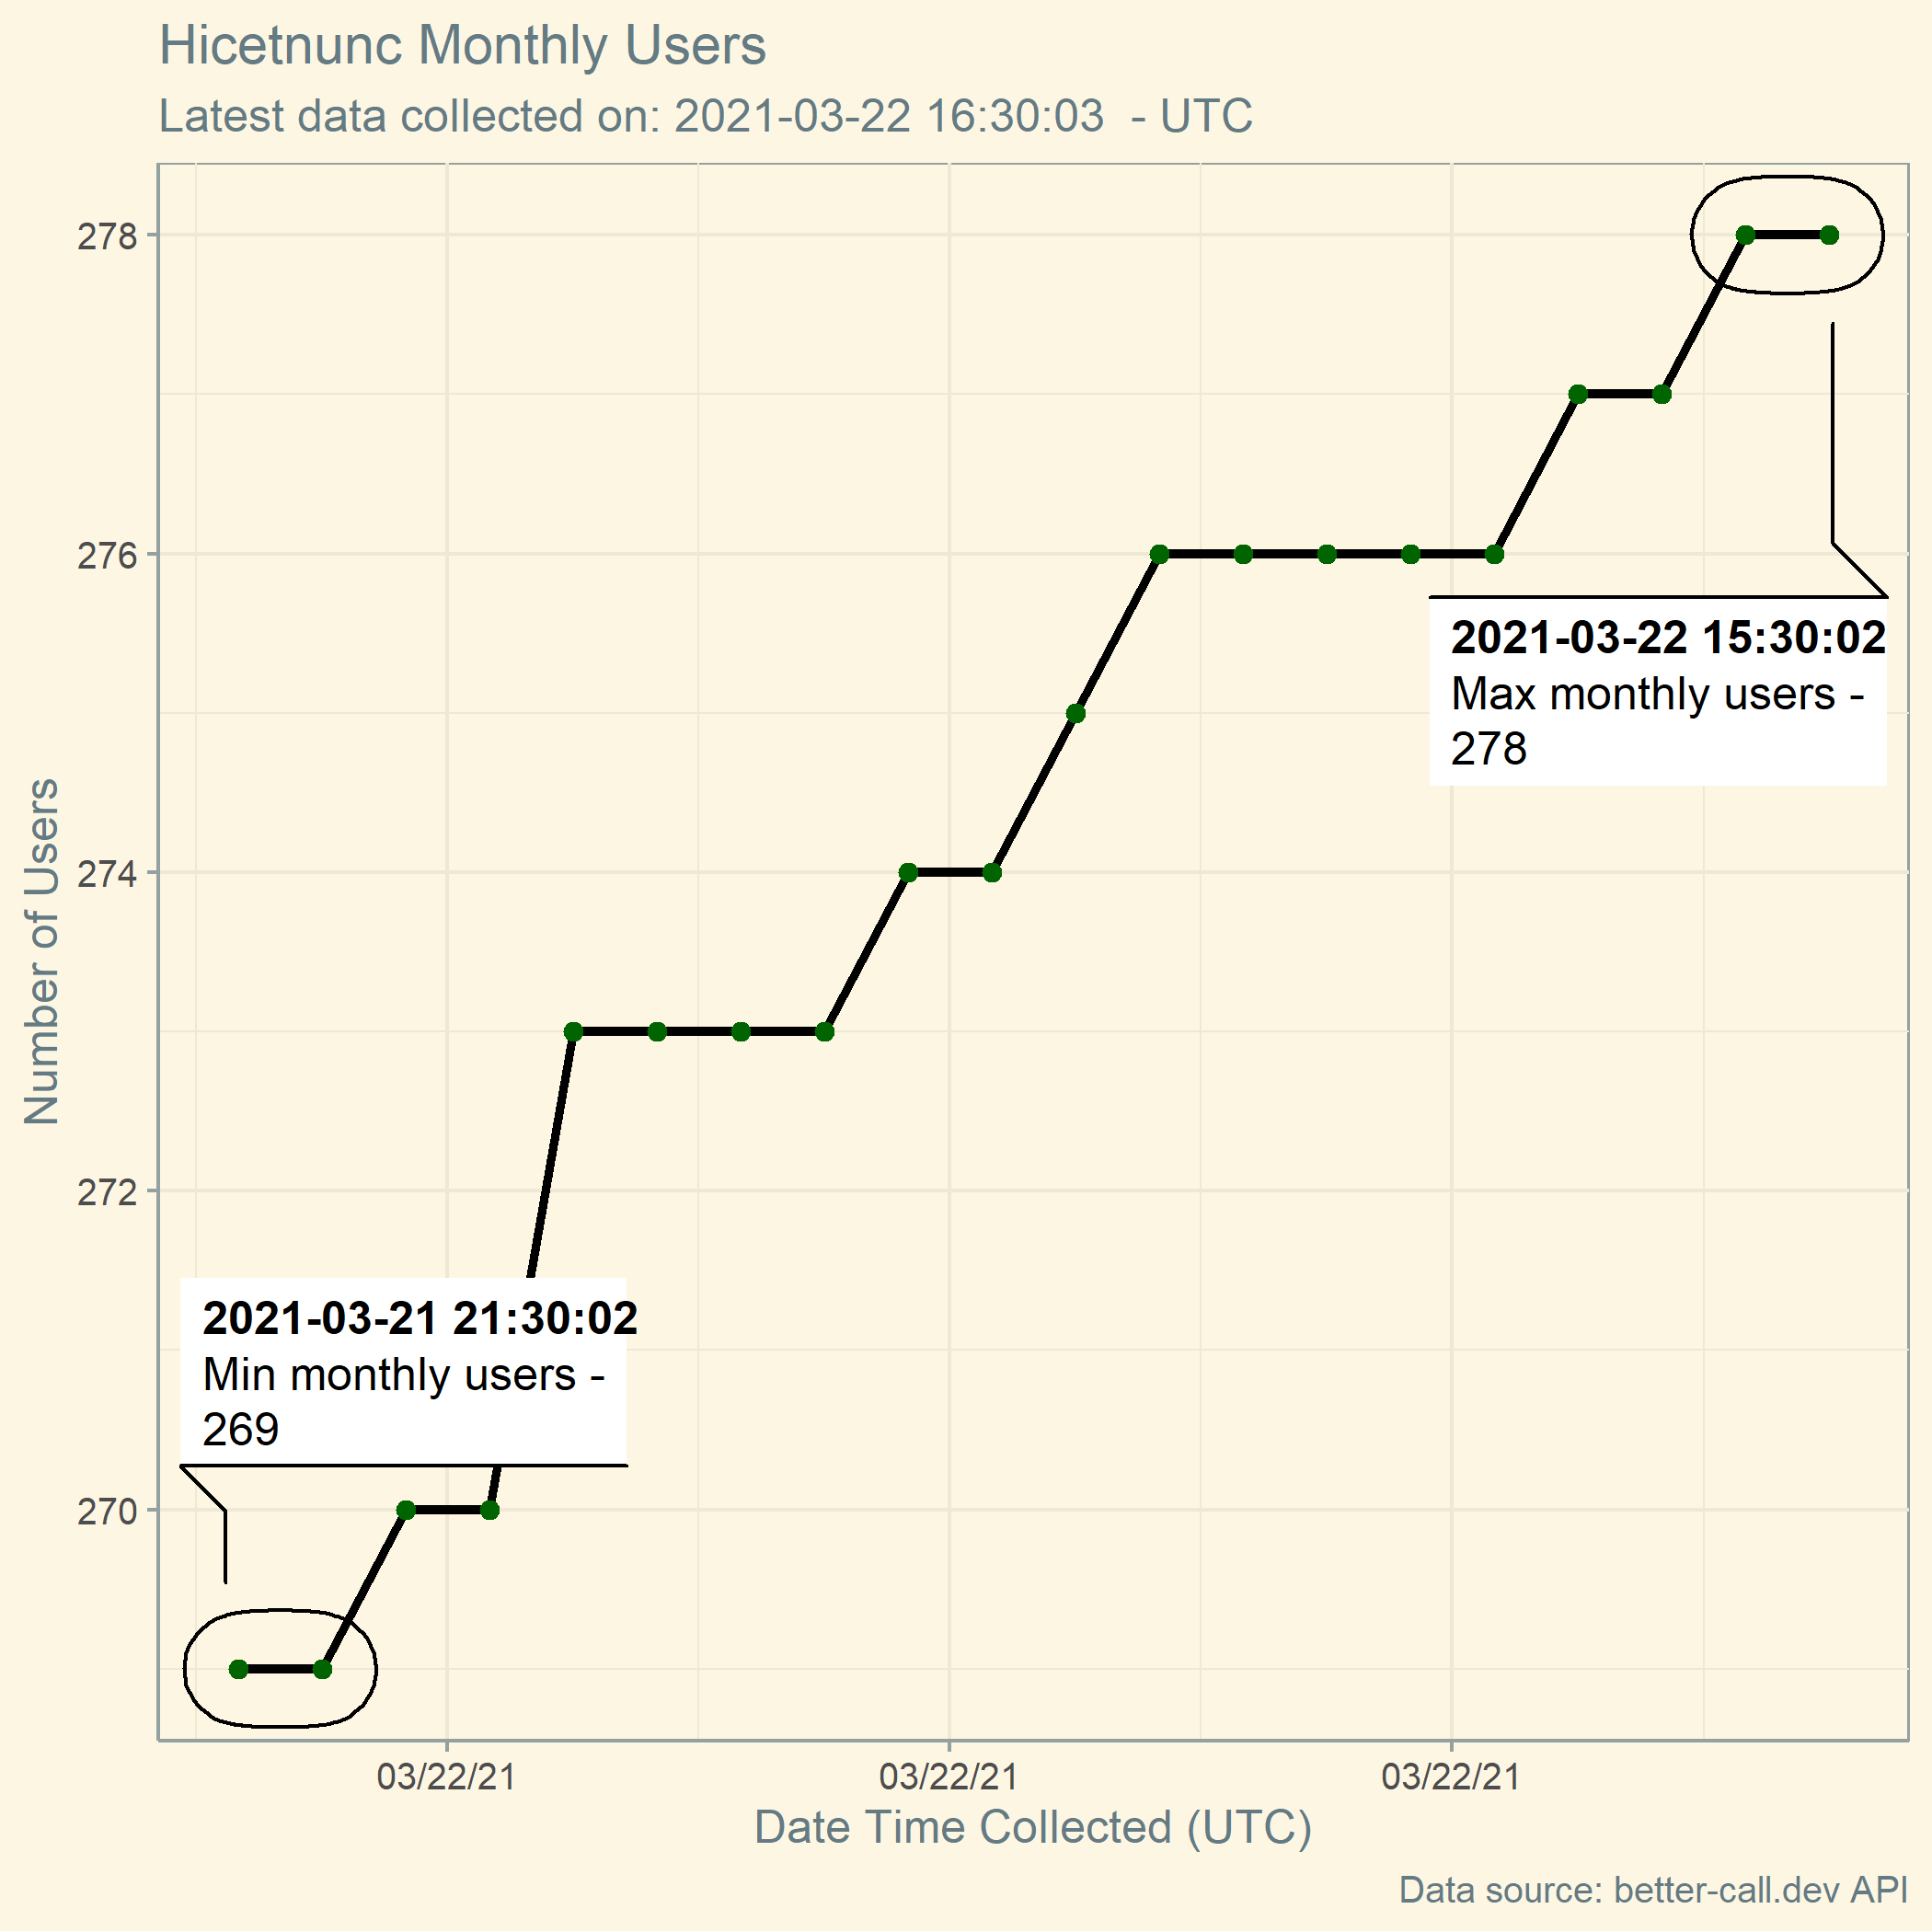 Hicetnunc Monthly Users
Latest data collected on: 2021-03-22 16:30:03  - UTC
278
276
274
272
270
Number of Users
2021-03-22 15:30:02
Max monthly users -
278
2021-03-21 21:30:02
Min monthly users -
269
03/22/21
03/22/21
03/22/21
Date Time Collected (UTC)
Data source: better-call.dev API